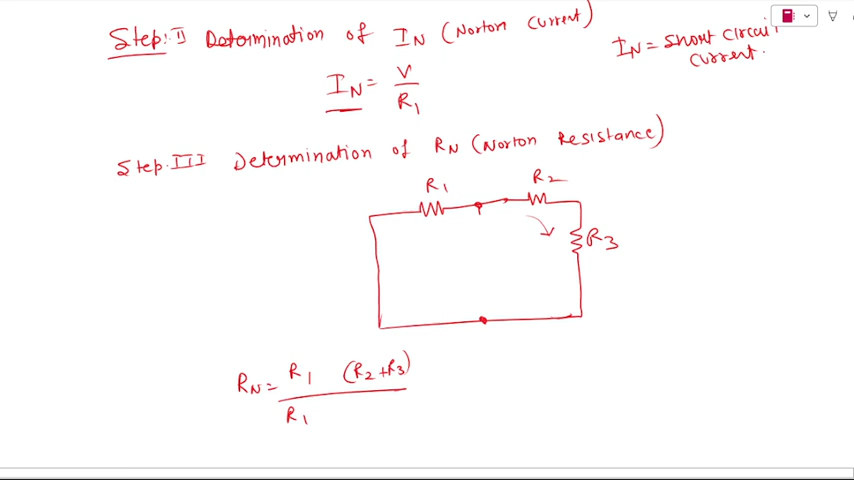 Step:II Determination of IN (Norton Current)
IN = Short Circuit
Current.
IN = V
R1
Step.III Determination of RN (Norton Resistance)
R1
R2
R3
RN = R1 (R2+R3)
R1